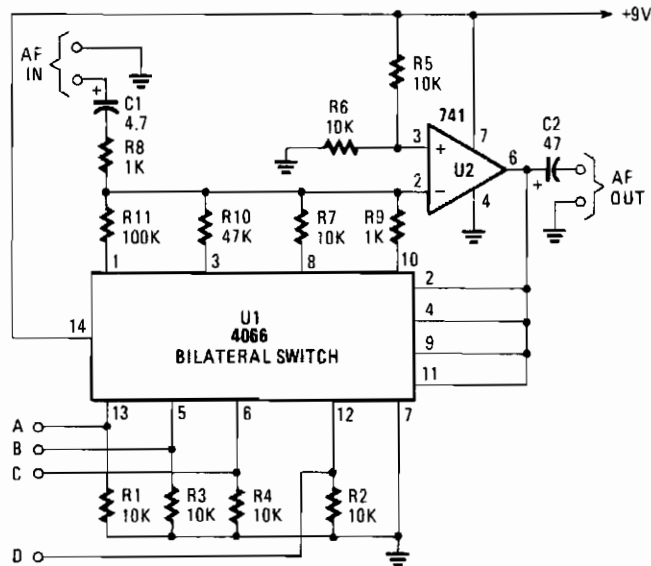 +9V
AF
IN
+
C1
4.7
R8
1K
R5
10K
R6
10K
741
3
+
7
U2
6
2
−
4
C2
47
+
AF
OUT
R11
100K
R10
47K
R7
10K
R9
1K
1
3
8
10
U1
4066
BILATERAL SWITCH
14
2
4
9
11
13
5
6
12
7
A
B
C
D
R1
10K
R3
10K
R4
10K
R2
10K